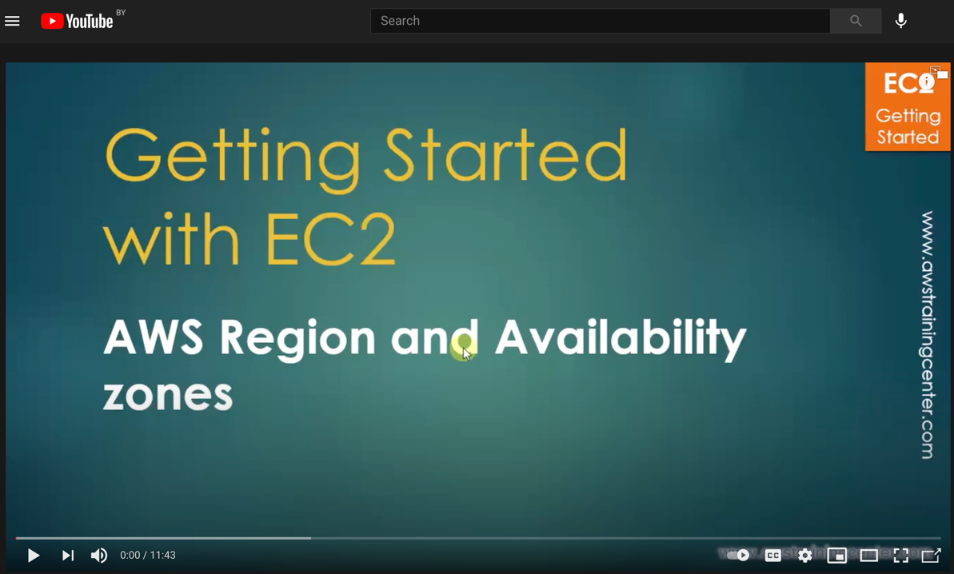 YouTube BY
Search
EC2
Getting
Started
Getting Started
with EC2
AWS Region and Availability
zones
www.awstrainingcenter.com
0:00 / 11:43
CC